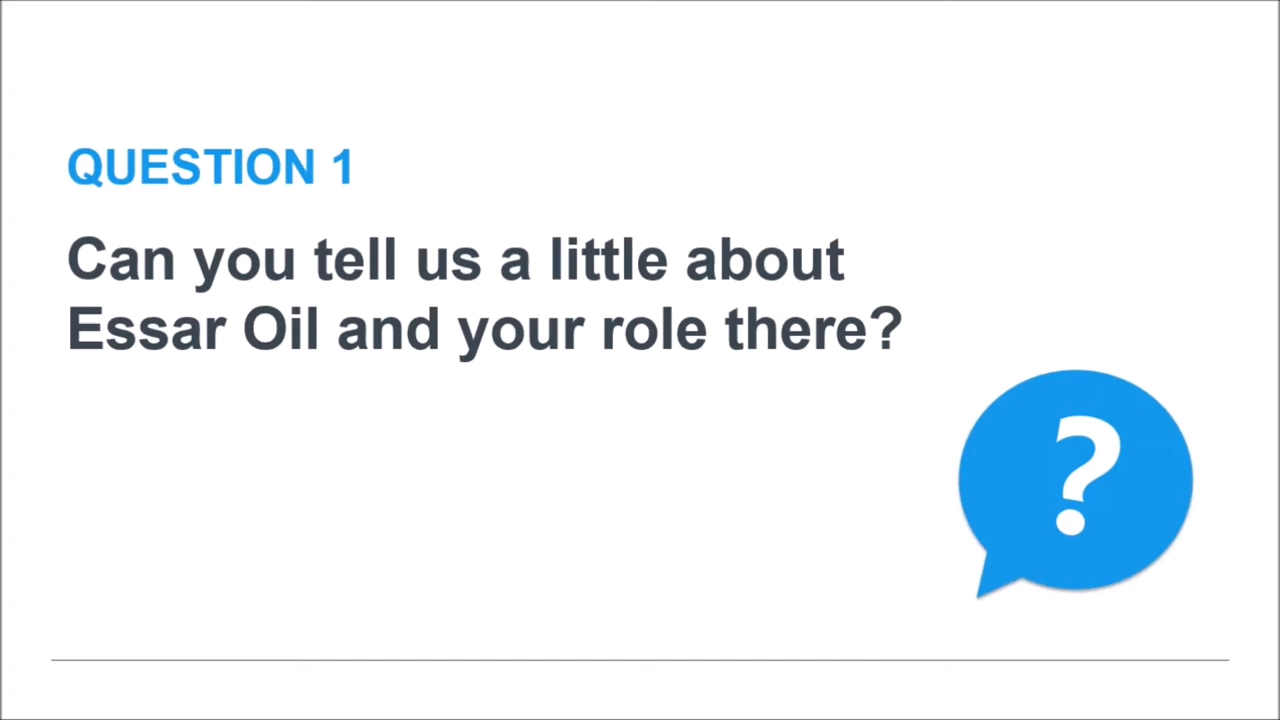 QUESTION 1
Can you tell us a little about
Essar Oil and your role there?
?